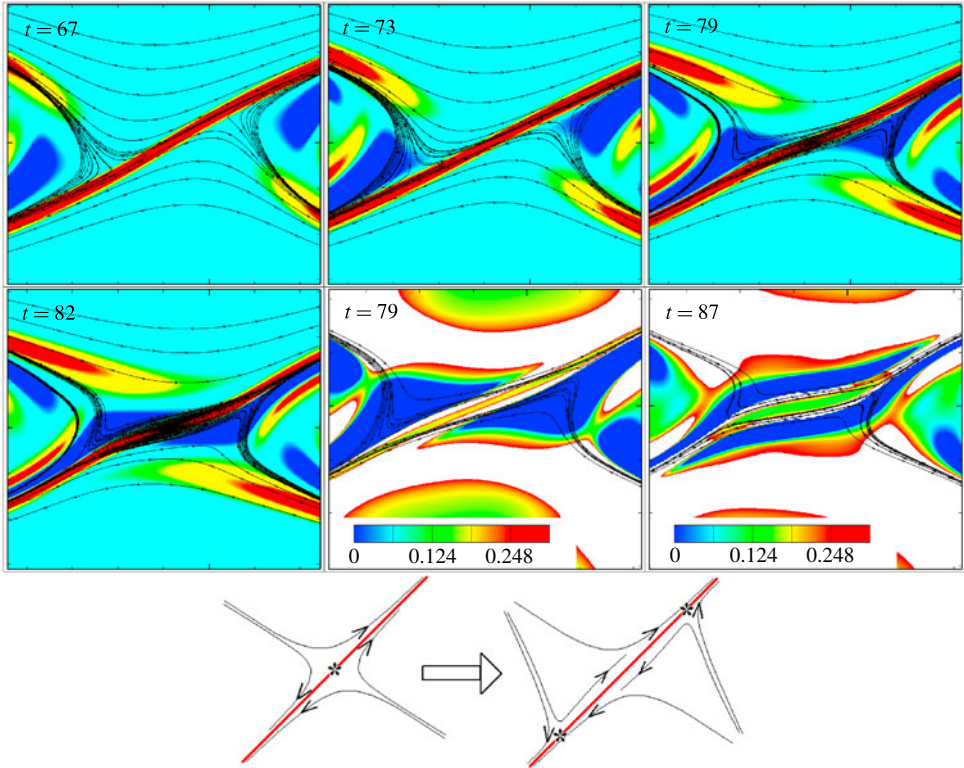 t = 67
t = 73
t = 79
t = 82
t = 79
t = 87
0 0.124 0.248
0 0.124 0.248